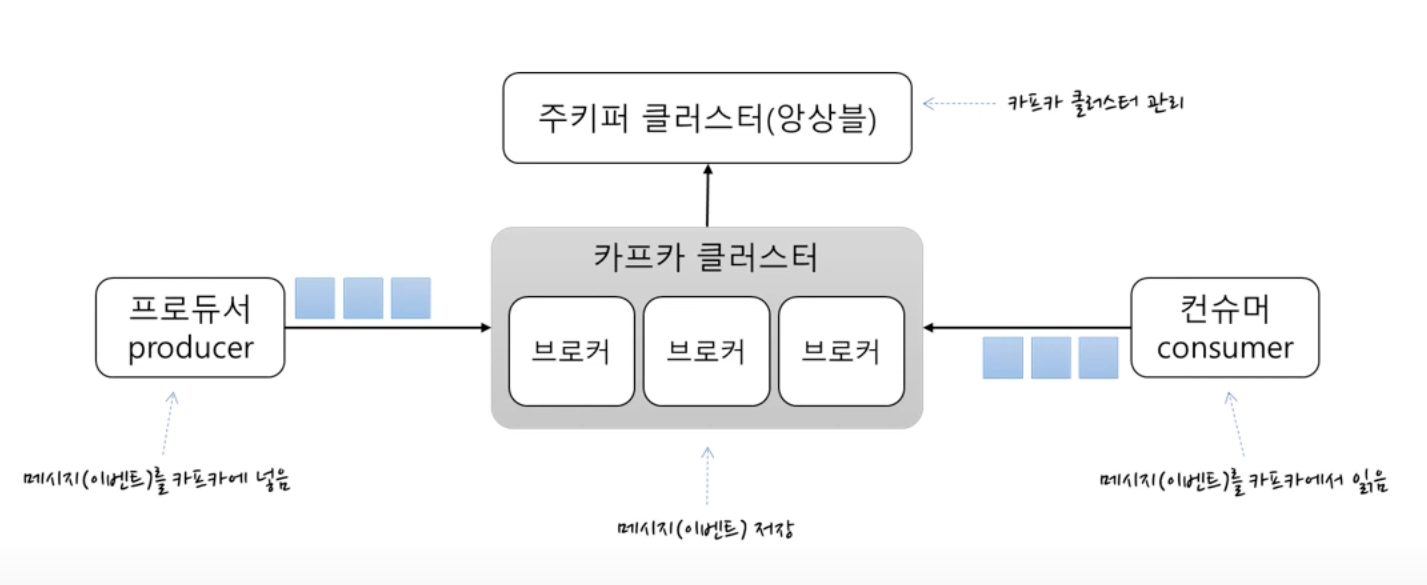 주키퍼 클러스터(앙상블)
카프카 클러스터 관리
카프카 클러스터
프로듀서
producer
브로커
브로커
브로커
컨슈머
consumer
메시지(이벤트)를 카프카에 넣음
메시지(이벤트) 저장
메시지(이벤트)를 카프카에서 읽음